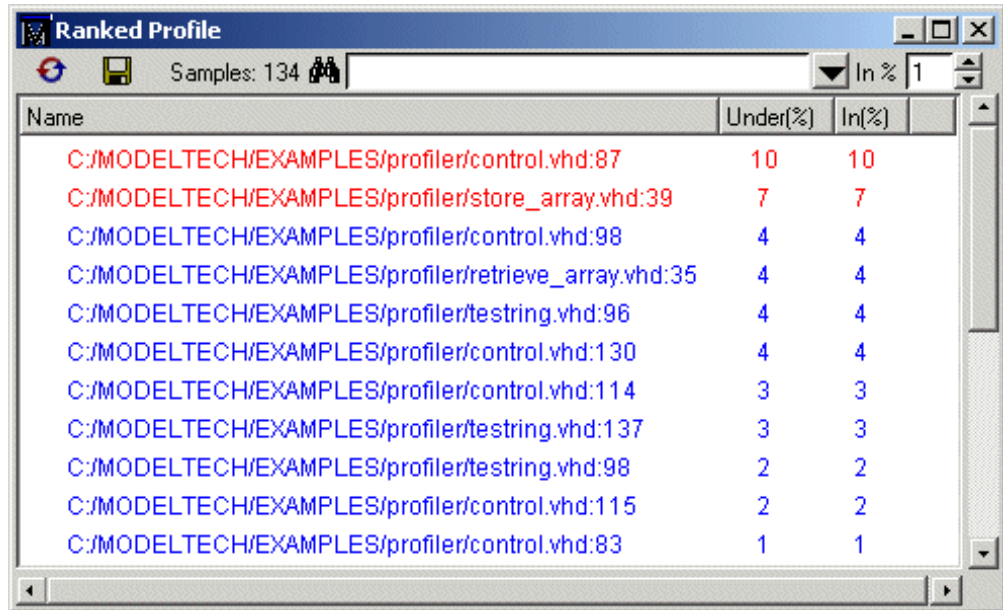 Ranked Profile
Samples: 134 In % 1
Name Under(%) In(%)
C:/MODELTECH/EXAMPLES/profiler/control.vhd:87 10 10
C:/MODELTECH/EXAMPLES/profiler/store_array.vhd:39 7 7
C:/MODELTECH/EXAMPLES/profiler/control.vhd:98 4 4
C:/MODELTECH/EXAMPLES/profiler/retrieve_array.vhd:35 4 4
C:/MODELTECH/EXAMPLES/profiler/testring.vhd:96 4 4
C:/MODELTECH/EXAMPLES/profiler/control.vhd:130 4 4
C:/MODELTECH/EXAMPLES/profiler/control.vhd:114 3 3
C:/MODELTECH/EXAMPLES/profiler/testring.vhd:137 3 3
C:/MODELTECH/EXAMPLES/profiler/testring.vhd:98 2 2
C:/MODELTECH/EXAMPLES/profiler/control.vhd:115 2 2
C:/MODELTECH/EXAMPLES/profiler/control.vhd:83 1 1